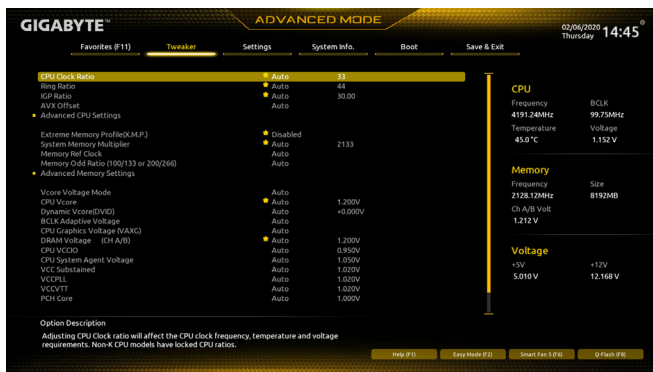 GIGABYTE™
ADVANCED MODE
02/06/2020 Thursday 14:45
Favorites (F11) Tweaker Settings System Info. Boot Save & Exit
CPU Clock Ratio Auto 33
Ring Ratio Auto 44
IGP Ratio Auto 30.00
AVX Offset Auto
Advanced CPU Settings
Extreme Memory Profile(X.M.P.) Disabled
System Memory Multiplier Auto 2133
Memory Ref Clock Auto
Memory Odd Ratio (100/133 or 200/266) Auto
Advanced Memory Settings
Vcore Voltage Mode Auto
CPU Vcore Auto 1.200V
Dynamic Vcore(DVID) Auto +0.000V
BCLK Adaptive Voltage Auto
CPU Graphics Voltage (VAXG) Auto
DRAM Voltage (CH A/B) Auto 1.200V
CPU VCCIO Auto 0.950V
CPU System Agent Voltage Auto 1.050V
VCC Substained Auto 1.020V
VCCPLL Auto 1.020V
VCCVTT Auto 1.020V
PCH Core Auto 1.000V
CPU
Frequency BCLK
4191.24MHz 99.75MHz
Temperature Voltage
45.0 °C 1.152 V
Memory
Frequency Size
2128.12MHz 8192MB
Ch A/B Volt
1.212 V
Voltage
+5V +12V
5.010 V 12.168 V
Option Description
Adjusting CPU Clock ratio will affect the CPU clock frequency, temperature and voltage
requirements. Non-K CPU models have locked CPU ratios.
Help (F1) Easy Mode (F2) Smart Fan 5 (F6) Q-Flash (F8)